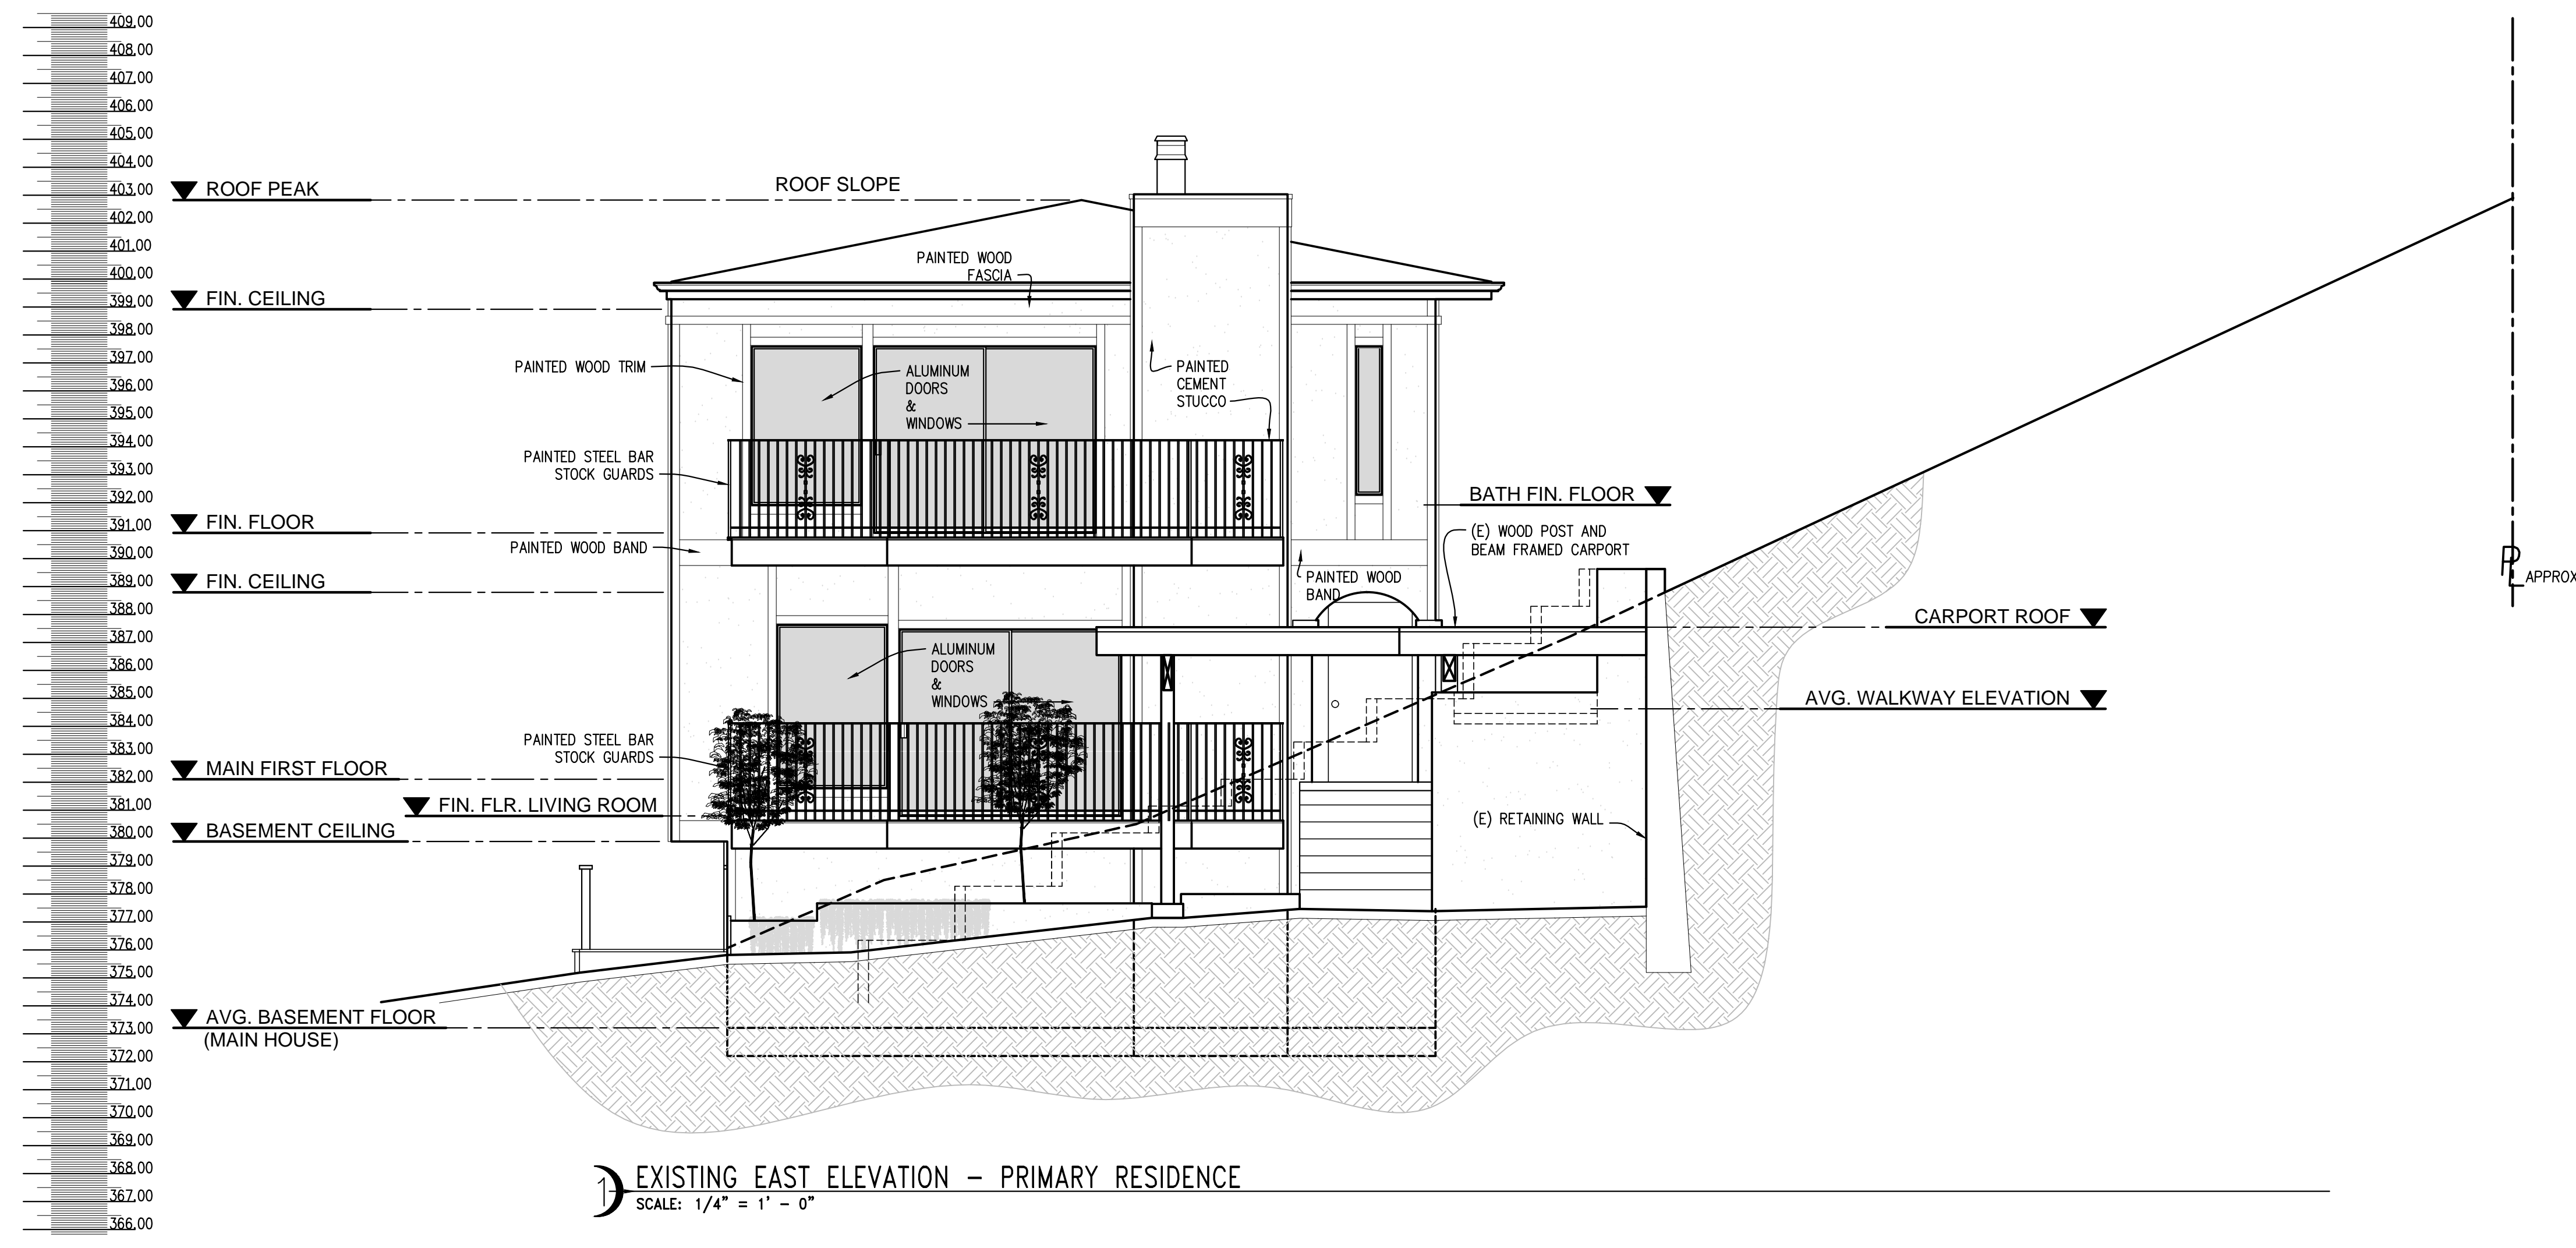 409.00
408.00
407.00
406.00
405.00
404.00
403.00
402.00
401.00
400.00
399.00
398.00
397.00
396.00
395.00
394.00
393.00
392.00
391.00
390.00
389.00
388.00
387.00
386.00
385.00
384.00
383.00
382.00
381.00
380.00
379.00
378.00
377.00
376.00
375.00
374.00
373.00
372.00
371.00
370.00
369.00
368.00
367.00
366.00
ROOF PEAK
ROOF SLOPE
PAINTED WOOD
FASCIA
FIN. CEILING
PAINTED WOOD TRIM
ALUMINUM
DOORS
&
WINDOWS
PAINTED
CEMENT
STUCCO
PAINTED STEEL BAR
STOCK GUARDS
BATH FIN. FLOOR
FIN. FLOOR
(E) WOOD POST AND
BEAM FRAMED CARPORT
PAINTED WOOD BAND
FIN. CEILING
PAINTED WOOD
BAND
PL APPROX
CARPORT ROOF
ALUMINUM
DOORS
&
WINDOWS
AVG. WALKWAY ELEVATION
PAINTED STEEL BAR
STOCK GUARDS
MAIN FIRST FLOOR
FIN. FLR. LIVING ROOM
BASEMENT CEILING
(E) RETAINING WALL
AVG. BASEMENT FLOOR
(MAIN HOUSE)
1
EXISTING EAST ELEVATION – PRIMARY RESIDENCE
SCALE: 1/4" = 1' – 0"